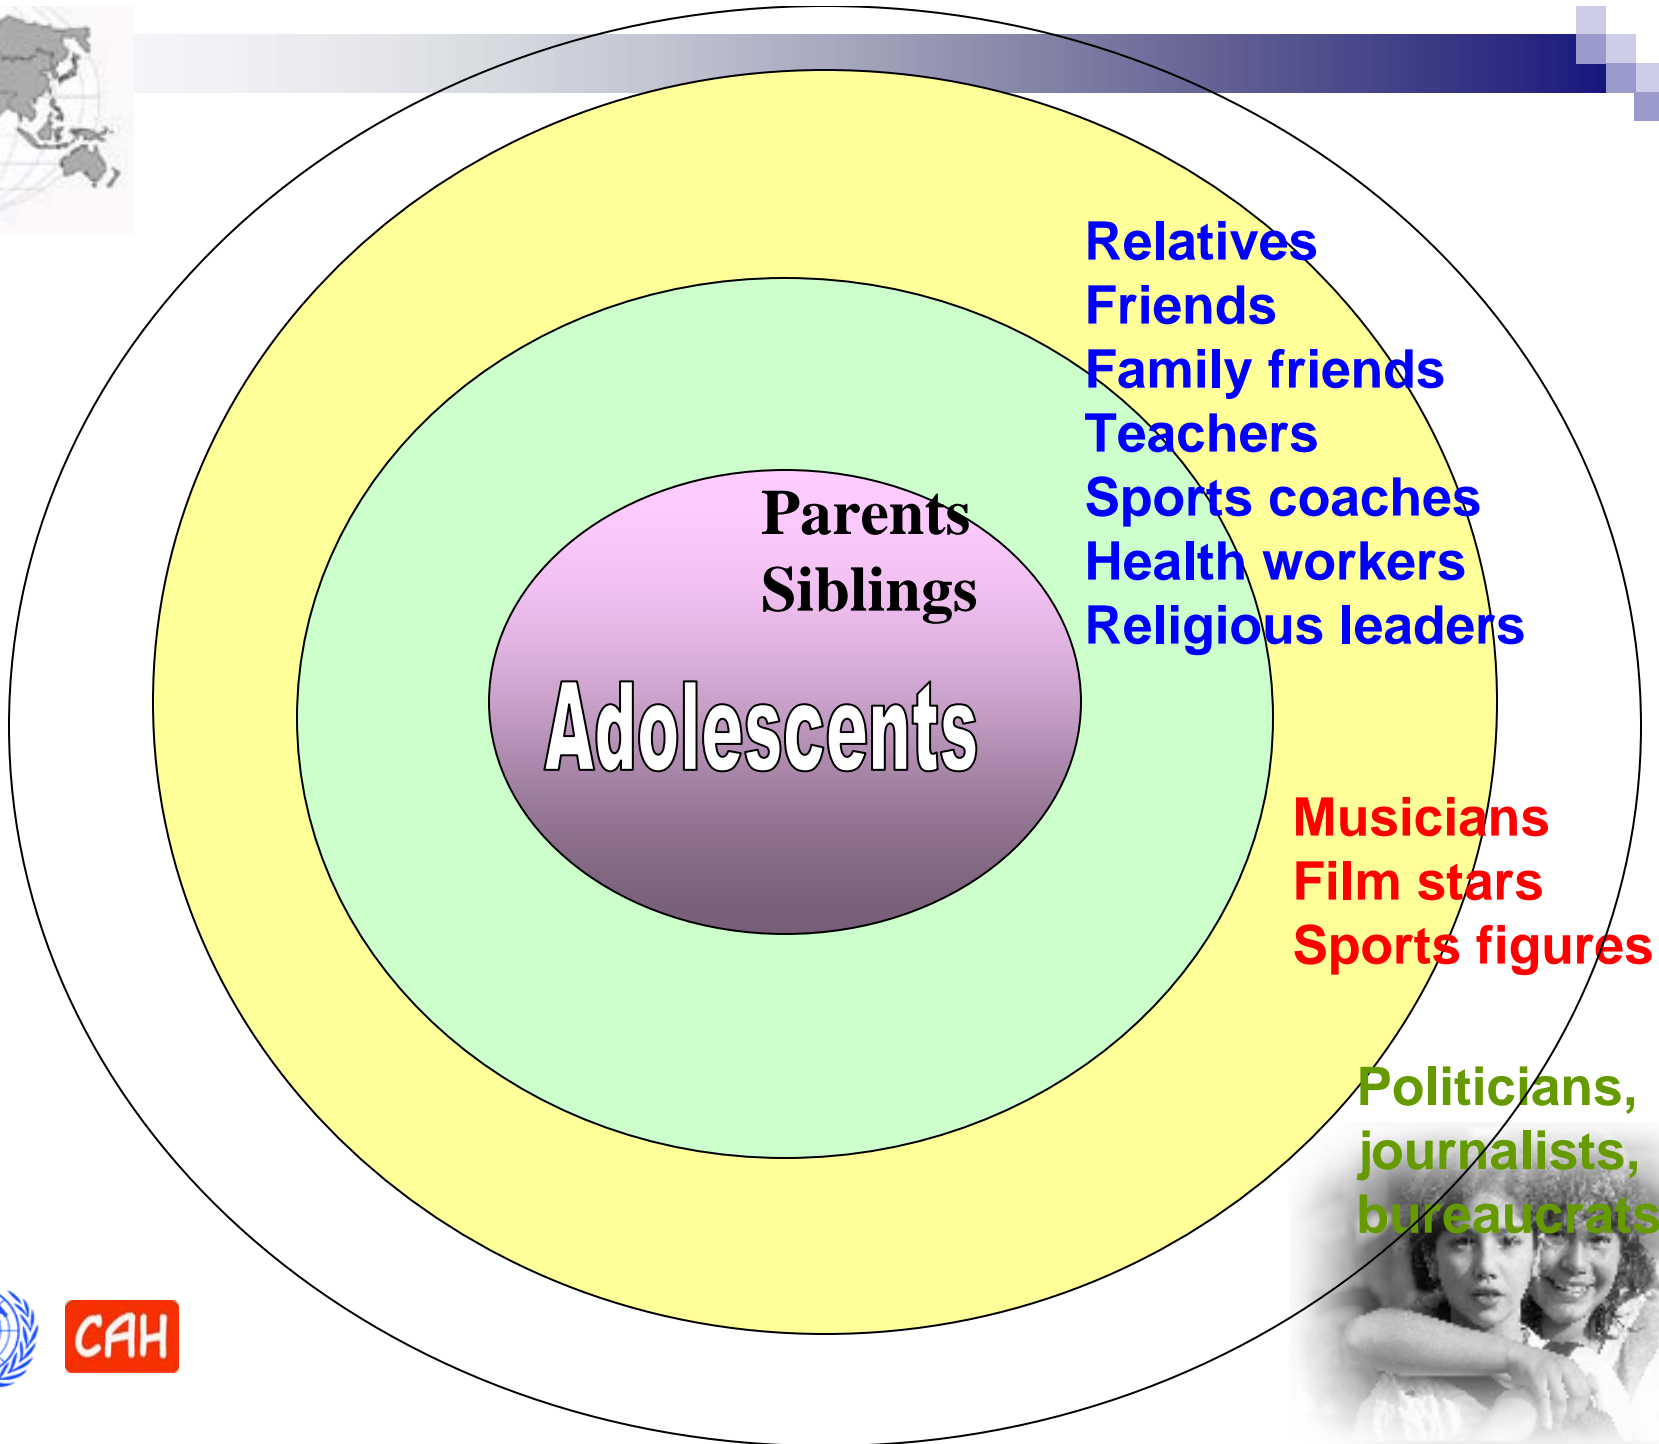 Relatives
Friends
Family friends
Teachers
Sports coaches
Health workers
Religious leaders
Parents
Siblings
Adolescents
Musicians
Film stars
Sports figures
Politicians,
journalists,
bureaucrats
CAH